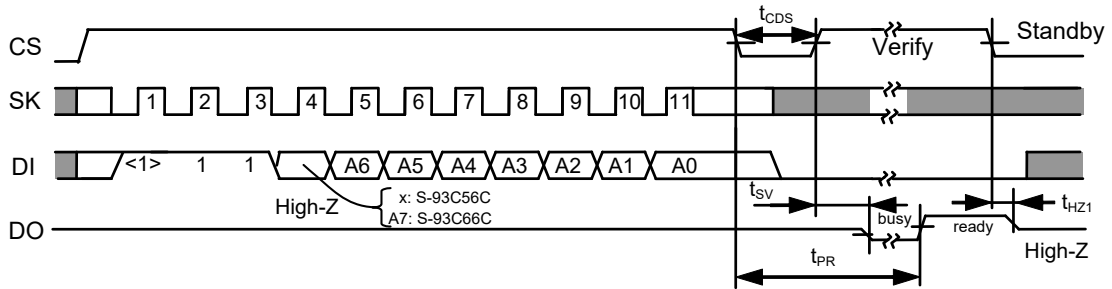 t_CDS
CS Verify Standby
SK 1 2 3 4 5 6 7 8 9 10 11
DI <1> 1 1 A6 A5 A4 A3 A2 A1 A0
High-Z x: S-93C56C
A7: S-93C66C
t_SV busy ready t_HZ1
DO High-Z
t_PR